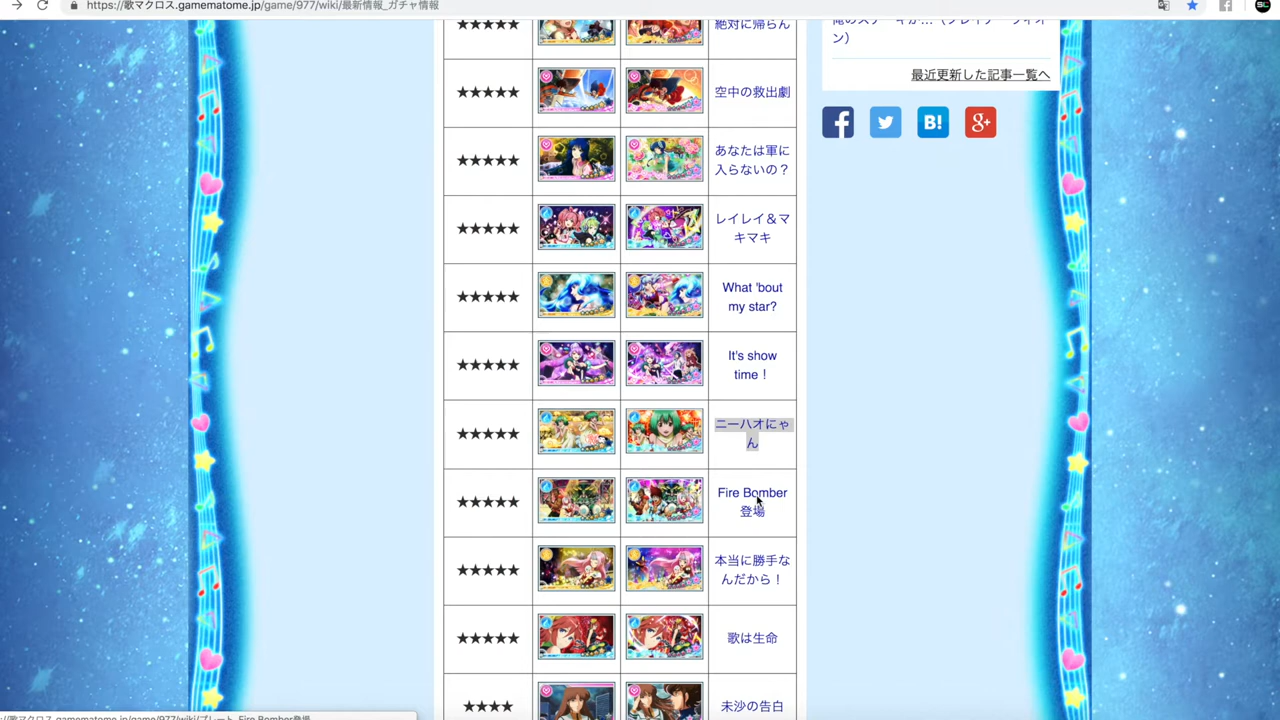 https://歌マクロス.gamematome.jp/game/977/wiki/最新情報_ガチャ情報
★★★★★ 絶対に帰らん
★★★★★ 空中の救出劇
★★★★★ あなたは軍に
入らないの？
★★★★★ レイレイ＆マ
キマキ
★★★★★ What 'bout
my star?
★★★★★ It's show
time！
★★★★★ ニーハオにゃ
ん
★★★★★ Fire Bomber
登場
★★★★★ 本当に勝手な
んだから！
★★★★★ 歌は生命
★★★★ 未沙の告白
ン）
最近更新した記事一覧へ
B!
g+